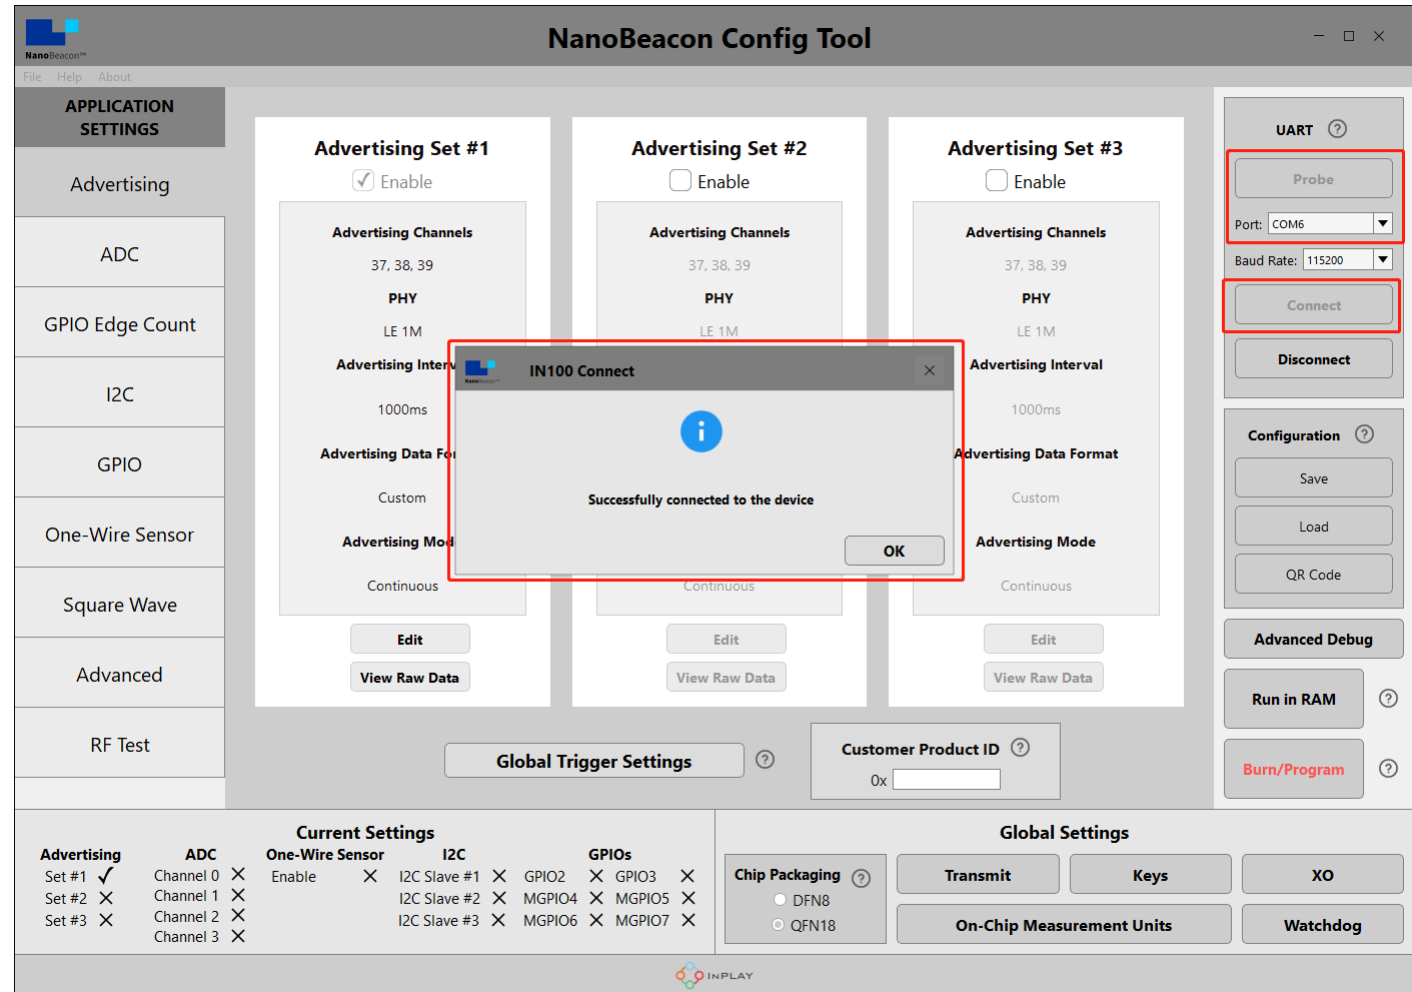 NanoBeacon™
NanoBeacon Config Tool
File Help About
APPLICATION
SETTINGS
Advertising
ADC
GPIO Edge Count
I2C
GPIO
One-Wire Sensor
Square Wave
Advanced
RF Test
Advertising Set #1
Enable
Advertising Channels
37, 38, 39
PHY
LE 1M
Advertising Interv
1000ms
Advertising Data Fo
Custom
Advertising Mod
Continuous
Edit
View Raw Data
Advertising Set #2
Enable
Advertising Channels
37, 38, 39
PHY
LE 1M
Continuous
Edit
View Raw Data
Advertising Set #3
Enable
Advertising Channels
37, 38, 39
PHY
LE 1M
Advertising Interval
1000ms
Advertising Data Format
Custom
Advertising Mode
Continuous
Edit
View Raw Data
NanoBeacon™
IN100 Connect
Successfully connected to the device
OK
Global Trigger Settings
Customer Product ID
0x
UART
Probe
Port: COM6
Baud Rate: 115200
Connect
Disconnect
Configuration
Save
Load
QR Code
Advanced Debug
Run in RAM
Burn/Program
Current Settings
Advertising ADC One-Wire Sensor I2C GPIOs
Set #1 Channel 0 Enable I2C Slave #1 GPIO2 GPIO3
Set #2 Channel 1 I2C Slave #2 MGPIO4 MGPIO5
Set #3 Channel 2 I2C Slave #3 MGPIO6 MGPIO7
Channel 3
Global Settings
Chip Packaging
DFN8
QFN18
Transmit Keys XO
On-Chip Measurement Units Watchdog
INPLAY